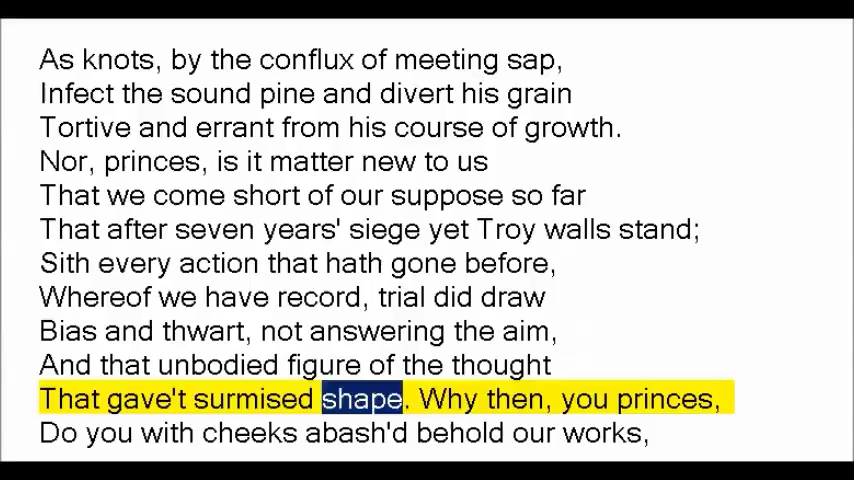 As knots, by the conflux of meeting sap,
Infect the sound pine and divert his grain
Tortive and errant from his course of growth.
Nor, princes, is it matter new to us
That we come short of our suppose so far
That after seven years' siege yet Troy walls stand;
Sith every action that hath gone before,
Whereof we have record, trial did draw
Bias and thwart, not answering the aim,
And that unbodied figure of the thought
That gave't surmised shape. Why then, you princes,
Do you with cheeks abash'd behold our works,